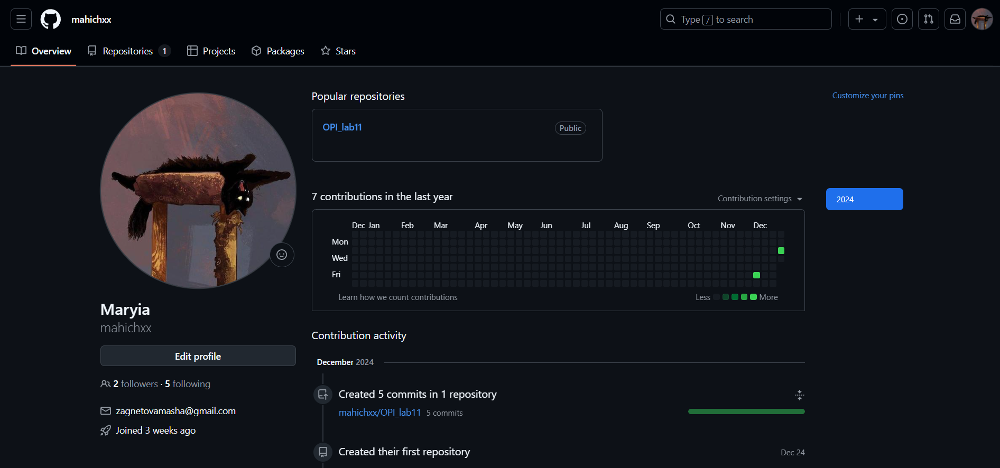 mahichxx
Type / to search
Overview
Repositories 1
Projects
Packages
Stars
Popular repositories
Customize your pins
OPI_lab11
Public
7 contributions in the last year
Contribution settings
2024
Dec Jan Feb Mar Apr May Jun Jul Aug Sep Oct Nov Dec
Mon
Wed
Fri
Learn how we count contributions
Less
More
Maryia
mahichxx
Edit profile
2 followers · 5 following
zagnetovamasha@gmail.com
Joined 3 weeks ago
Contribution activity
December 2024
Created 5 commits in 1 repository
mahichxx/OPI_lab11 5 commits
Created their first repository
Dec 24